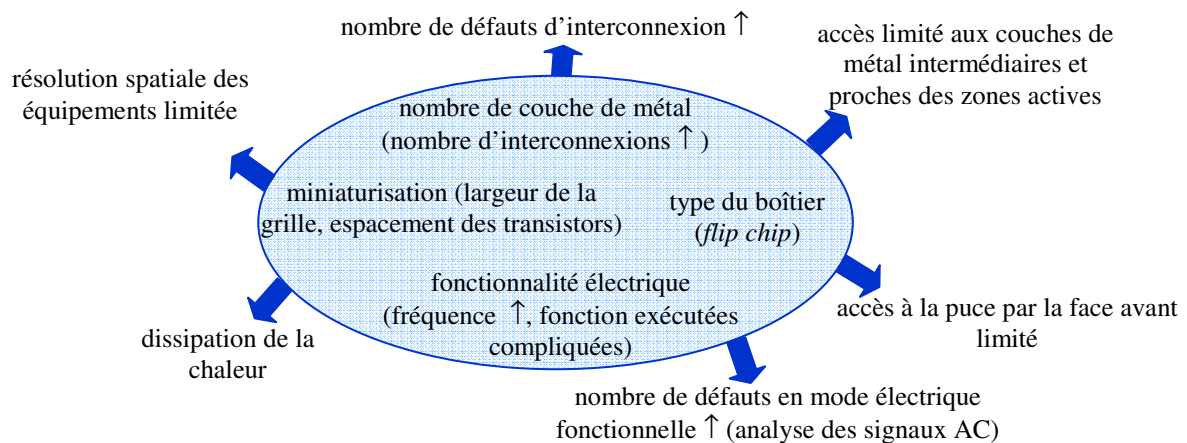 nombre de défauts d'interconnexion ↑
accès limité aux couches de
métal intermédiaires et
proches des zones actives
résolution spatiale des
équipements limitée
nombre de couche de métal
(nombre d'interconnexions ↑ )
miniaturisation (largeur de la
grille, espacement des transistors)
type du boîtier
(flip chip)
fonctionnalité électrique
(fréquence ↑, fonction exécutées
compliquées)
accès à la puce par la face avant
limité
dissipation de la
chaleur
nombre de défauts en mode électrique
fonctionnelle ↑ (analyse des signaux AC)